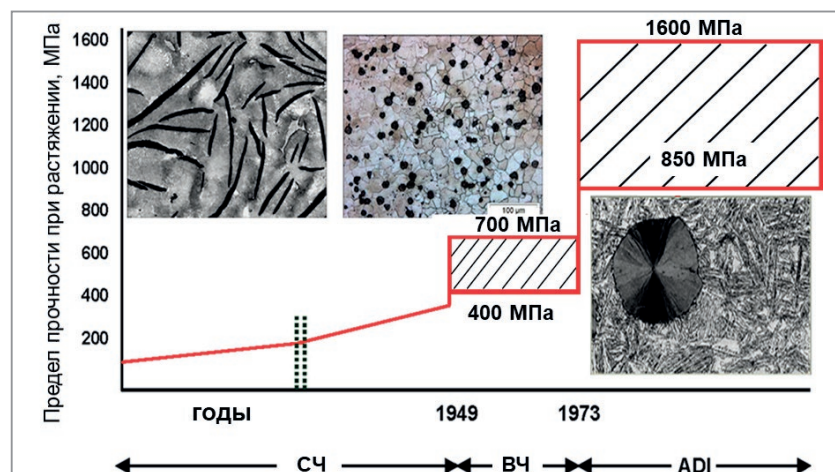 Предел прочности при растяжении, МПа
1600
1400
1200
1000
800
600
400
200
1600 МПа
850 МПа
100 µm
700 МПа
400 МПа
годы
1949
1973
СЧ
ВЧ
ADI